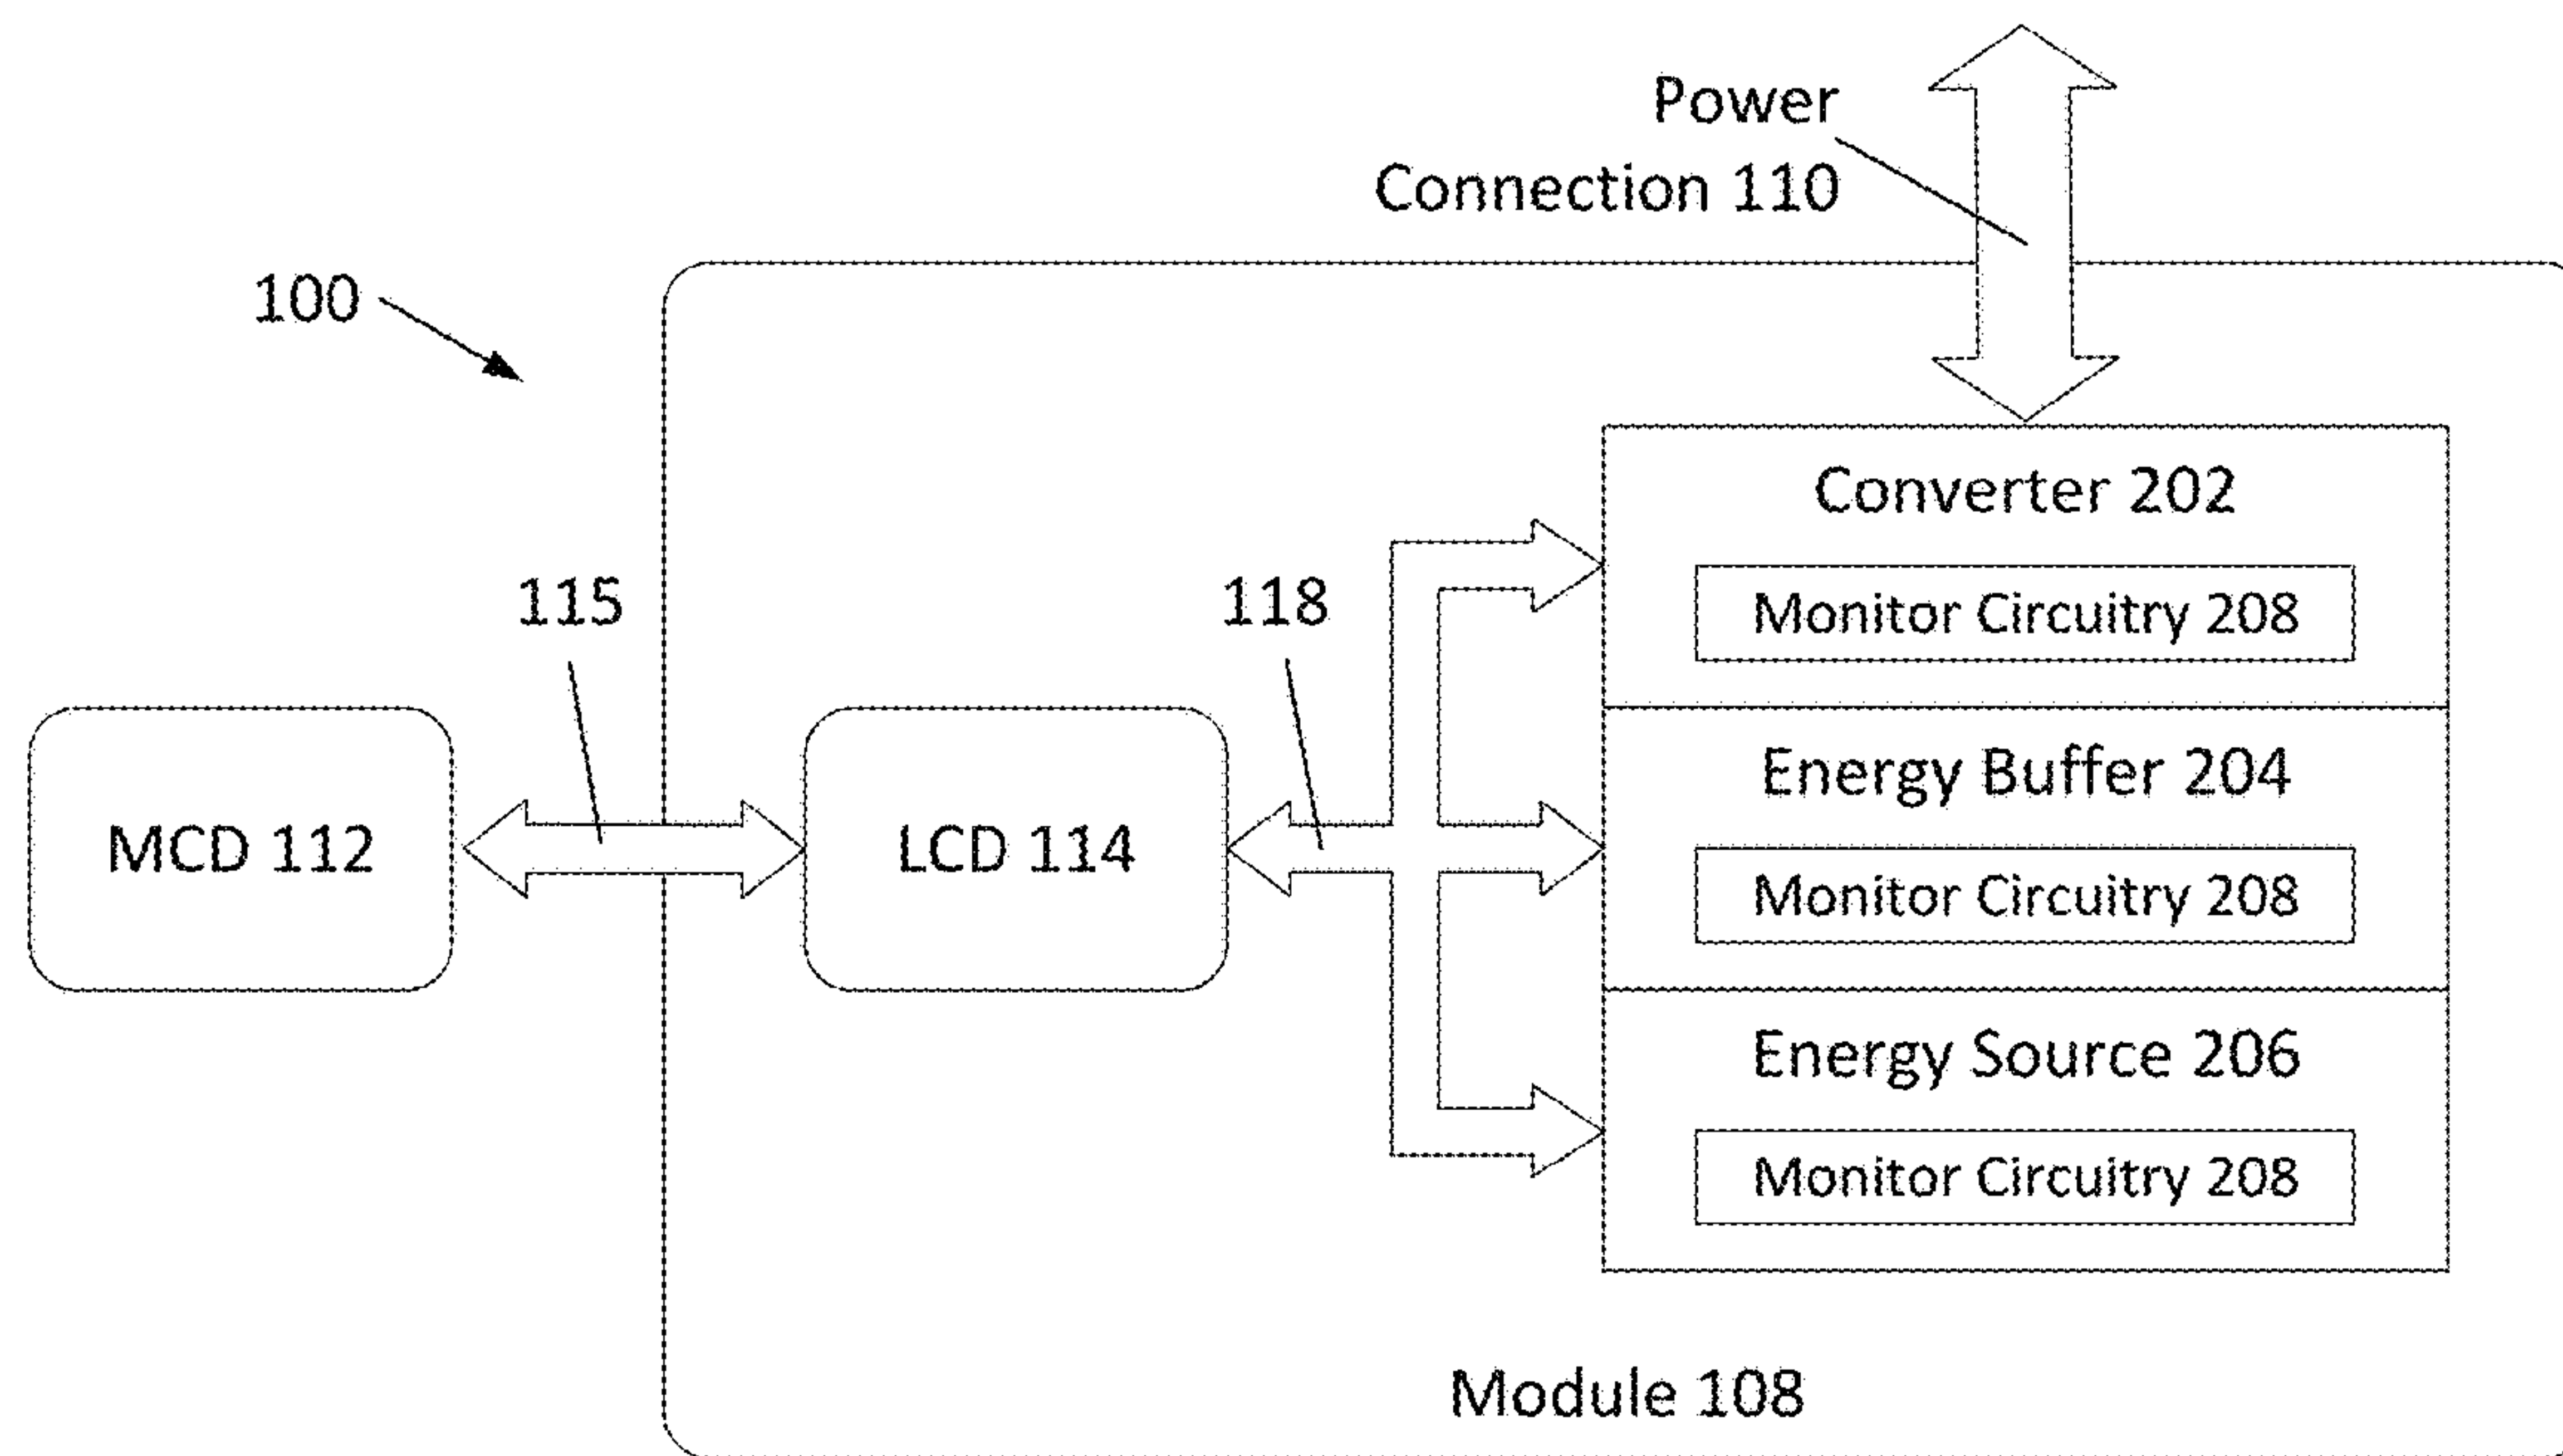 Power
Connection 110
100
Converter 202
115
118
Monitor Circuitry 208
MCD 112
LCD 114
Energy Buffer 204
Monitor Circuitry 208
Energy Source 206
Monitor Circuitry 208
Module 108